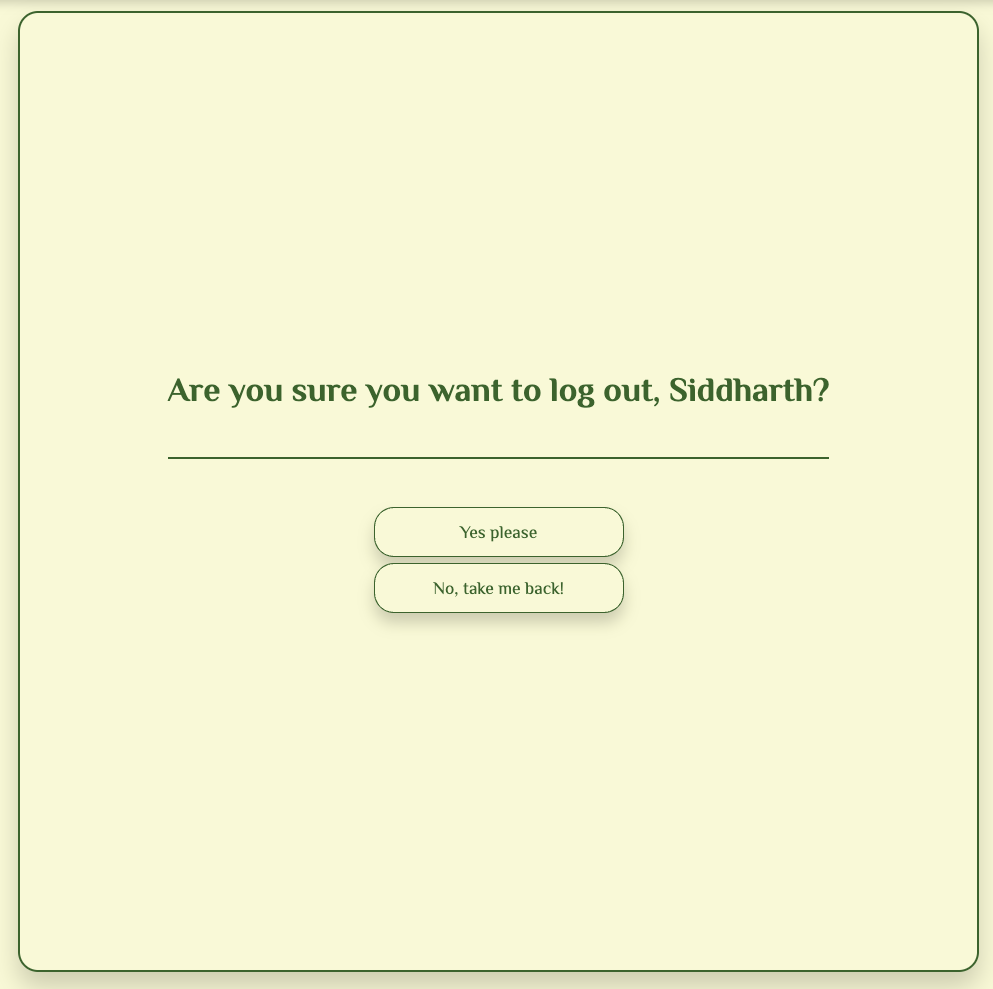 Are you sure you want to log out, Siddharth?
Yes please
No, take me back!